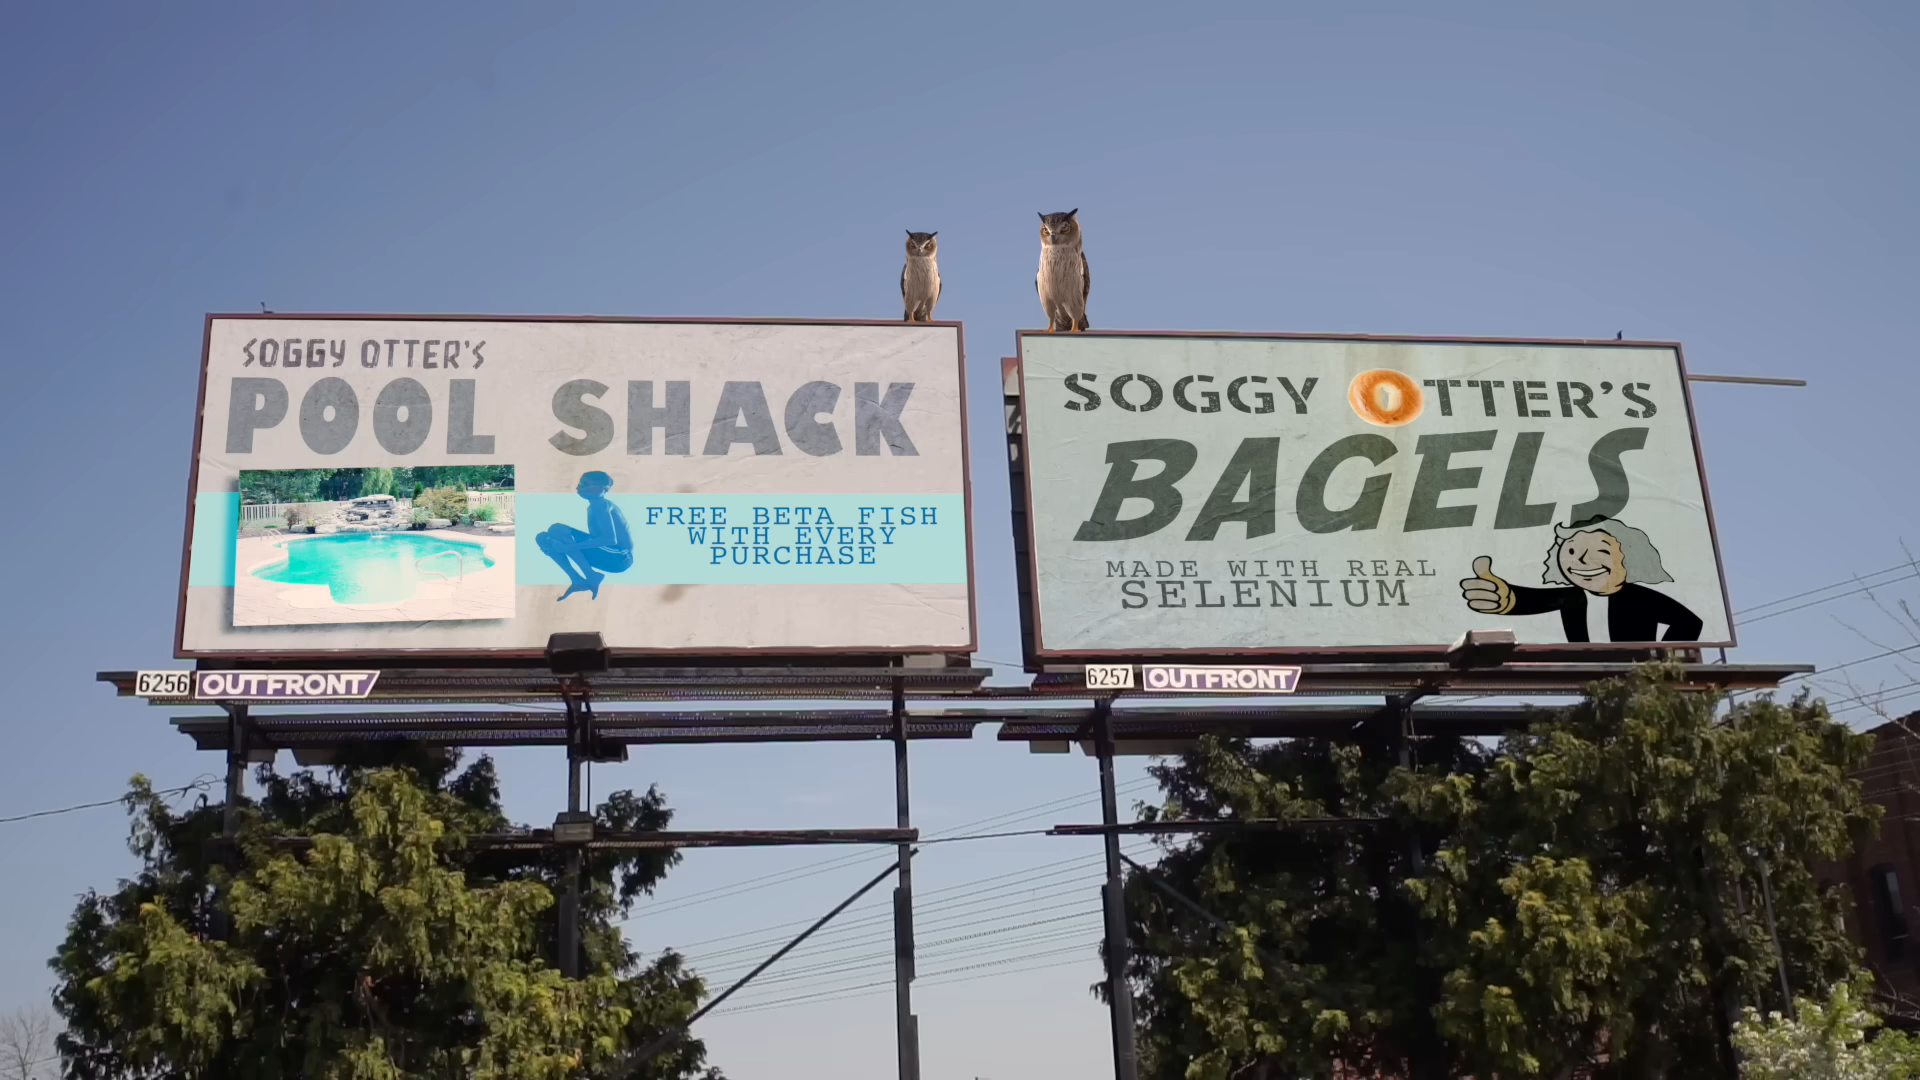 SOGGY OTTER'S
POOL SHACK
FREE BETA FISH
WITH EVERY
PURCHASE
6256 OUTFRONT
SOGGY OTTER'S
BAGELS
MADE WITH REAL
SELENIUM
6257 OUTFRONT